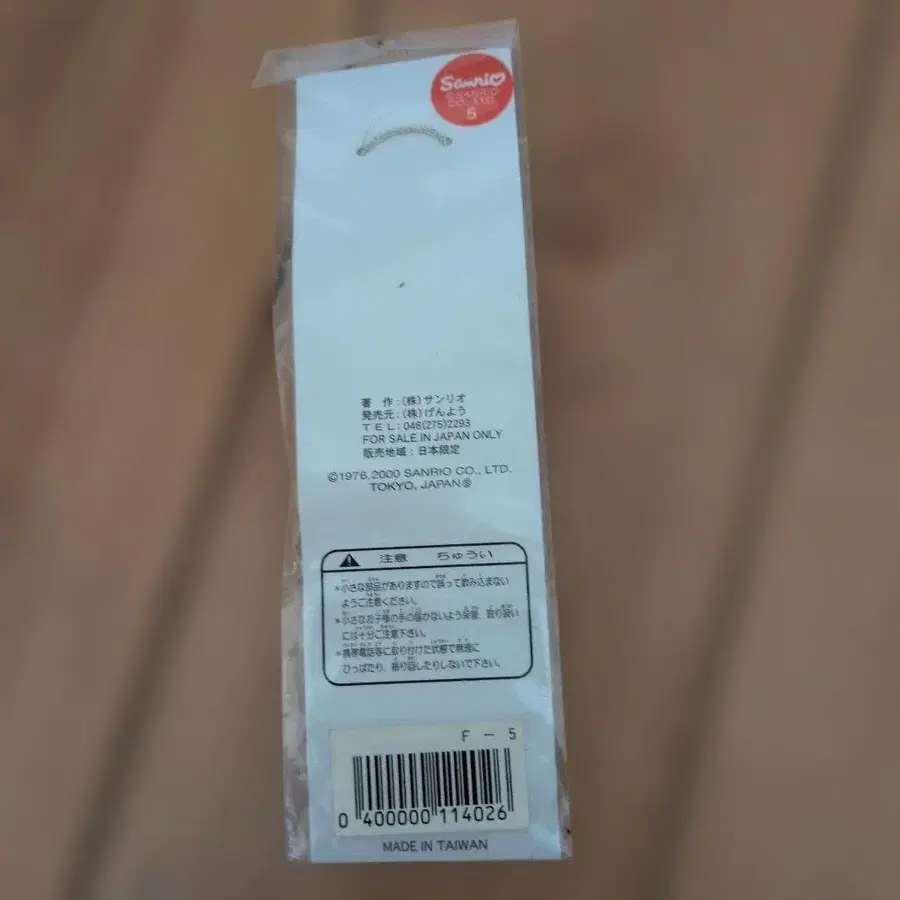 Sanrio
©SANRIO
CO., LTD.
5
著 作:(株)サンリオ
発売元:(株)げんよう
TEL:046(275)2293
FOR SALE IN JAPAN ONLY
販売地域:日本限定
©1976,2000 SANRIO CO., LTD.
TOKYO, JAPANⓈ
注意 ちゅうい
*小さな部品がありますので誤って飲み込まない
ようご注意ください。
*小さなお子様の手の届かないよう保管、取り扱い
には十分ご注意下さい。
*携帯電話等に取り付けた状態で無理に
ひっぱたり、振り回したりしないで下さい。
F - 5
0 400000 114026
MADE IN TAIWAN